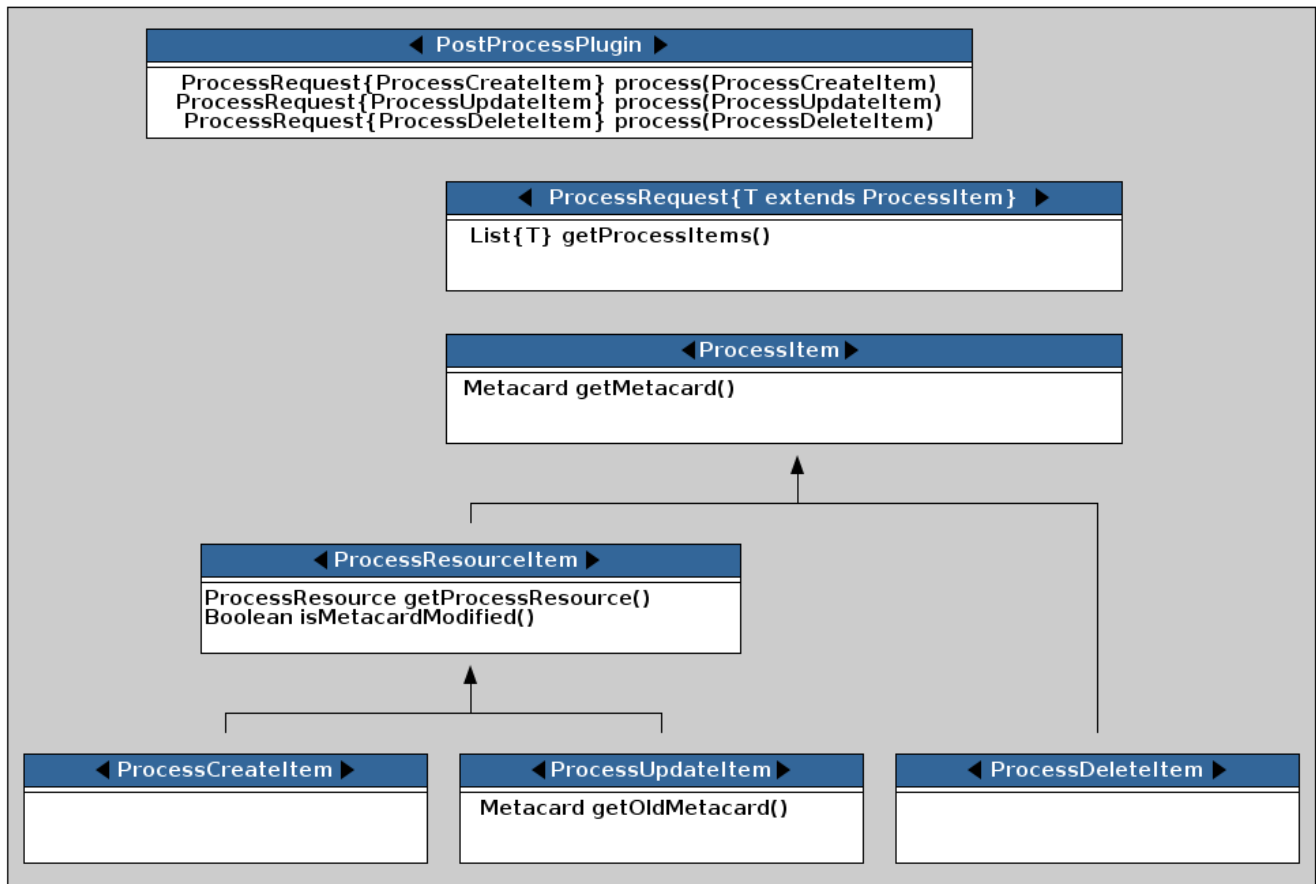 PostProcessPlugin
ProcessRequest{ProcessCreateItem} process(ProcessCreateItem)
ProcessRequest{ProcessUpdateItem} process(ProcessUpdateItem)
ProcessRequest{ProcessDeleteItem} process(ProcessDeleteItem)
ProcessRequest{T extends ProcessItem}
List{T} getProcessItems()
ProcessItem
Metacard getMetacard()
ProcessResourceItem
ProcessResource getProcessResource()
Boolean isMetacardModified()
ProcessCreateItem
ProcessUpdateItem
Metacard getOldMetacard()
ProcessDeleteItem